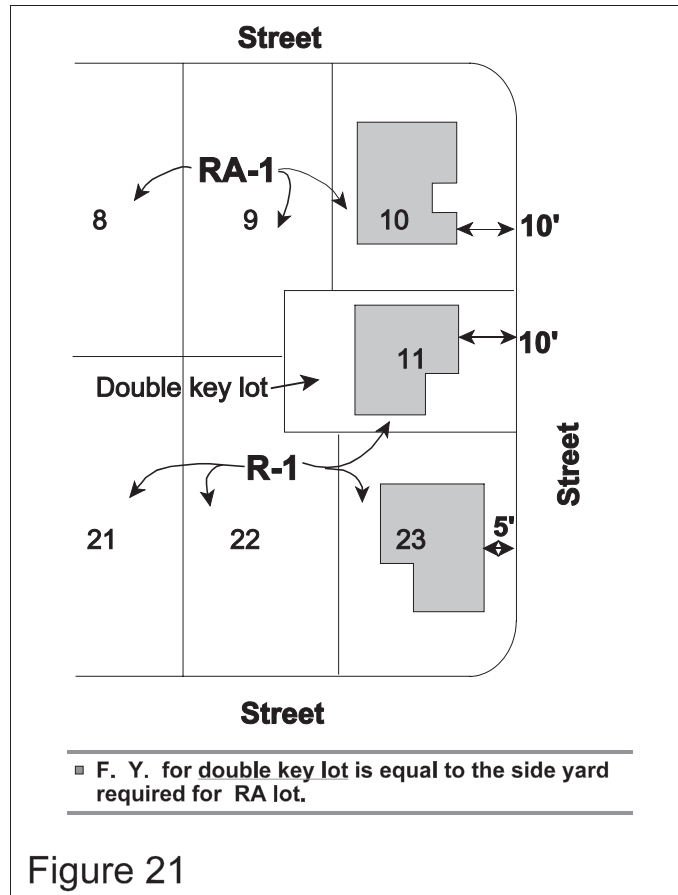 Street
RA-1
8
9
10
10'
11
10'
Double key lot
Street
R-1
21
22
23
5'
Street
F. Y. for double key lot is equal to the side yard
required for RA lot.
Figure 21